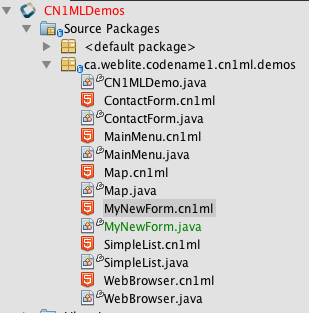 CN1MLDemos
Source Packages
<default package>
ca.weblite.codename1.cn1ml.demos
CN1MLDemo.java
ContactForm.cn1ml
ContactForm.java
MainMenu.cn1ml
MainMenu.java
Map.cn1ml
Map.java
MyNewForm.cn1ml
MyNewForm.java
SimpleList.cn1ml
SimpleList.java
WebBrowser.cn1ml
WebBrowser.java